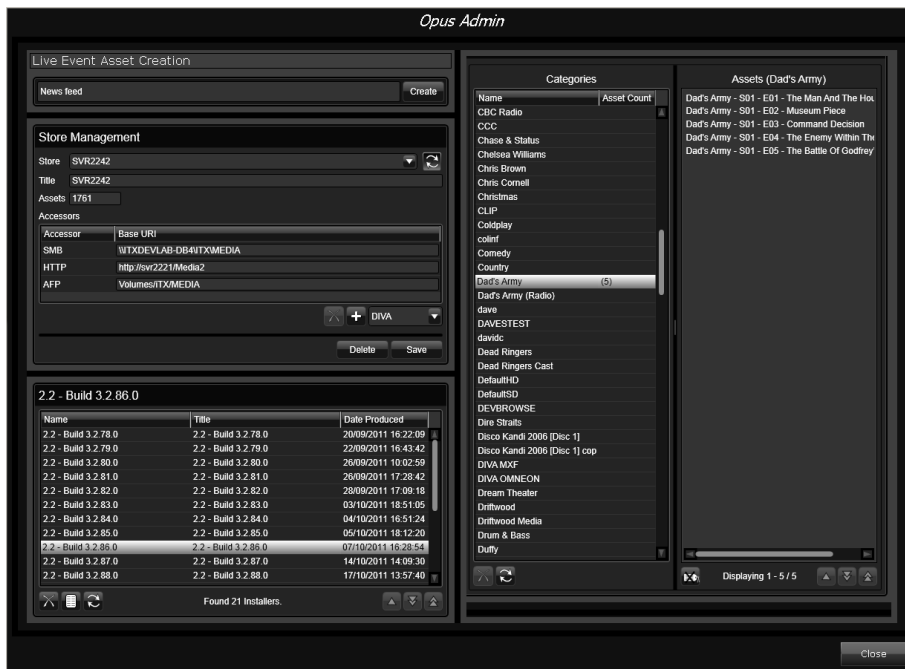 Opus Admin
Live Event Asset Creation
News feed
Create
Store Management
Store SVR2242
Title SVR2242
Assets 1761
Accessors
Accessor Base URI
SMB \\ITXDEVLAB-DB4\ITX\MEDIA
HTTP http://svr2221/Media2
AFP Volumes/iTX/MEDIA
DIVA
Delete Save
2.2 - Build 3.2.86.0
Name Title Date Produced
2.2 - Build 3.2.78.0 2.2 - Build 3.2.78.0 20/09/2011 16:22:09
2.2 - Build 3.2.79.0 2.2 - Build 3.2.79.0 22/09/2011 16:43:42
2.2 - Build 3.2.80.0 2.2 - Build 3.2.80.0 26/09/2011 10:02:59
2.2 - Build 3.2.81.0 2.2 - Build 3.2.81.0 26/09/2011 17:28:42
2.2 - Build 3.2.82.0 2.2 - Build 3.2.82.0 28/09/2011 17:09:18
2.2 - Build 3.2.83.0 2.2 - Build 3.2.83.0 03/10/2011 18:51:05
2.2 - Build 3.2.84.0 2.2 - Build 3.2.84.0 04/10/2011 16:51:24
2.2 - Build 3.2.85.0 2.2 - Build 3.2.85.0 05/10/2011 18:12:20
2.2 - Build 3.2.86.0 2.2 - Build 3.2.86.0 07/10/2011 16:28:54
2.2 - Build 3.2.87.0 2.2 - Build 3.2.87.0 14/10/2011 14:09:30
2.2 - Build 3.2.88.0 2.2 - Build 3.2.88.0 17/10/2011 13:57:40
Found 21 Installers.
Categories
Name Asset Count
CBC Radio
CCC
Chase & Status
Chelsea Williams
Chris Brown
Chris Cornell
Christmas
CLIP
Coldplay
colinf
Comedy
Country
Dad's Army (5)
Dad's Army (Radio)
dave
DAVESTEST
davidc
Dead Ringers
Dead Ringers Cast
DefaultHD
DefaultSD
DEVBROWSE
Dire Straits
Disco Kandi 2006 [Disc 1]
Disco Kandi 2006 [Disc 1] cop
DIVA MXF
DIVA OMNEON
Dream Theater
Driftwood
Driftwood Media
Drum & Bass
Duffy
Assets (Dad's Army)
Dad's Army - S01 - E01 - The Man And The Hou
Dad's Army - S01 - E02 - Museum Piece
Dad's Army - S01 - E03 - Command Decision
Dad's Army - S01 - E04 - The Enemy Within The
Dad's Army - S01 - E05 - The Battle Of Godfrey'
Displaying 1 - 5 / 5
Close